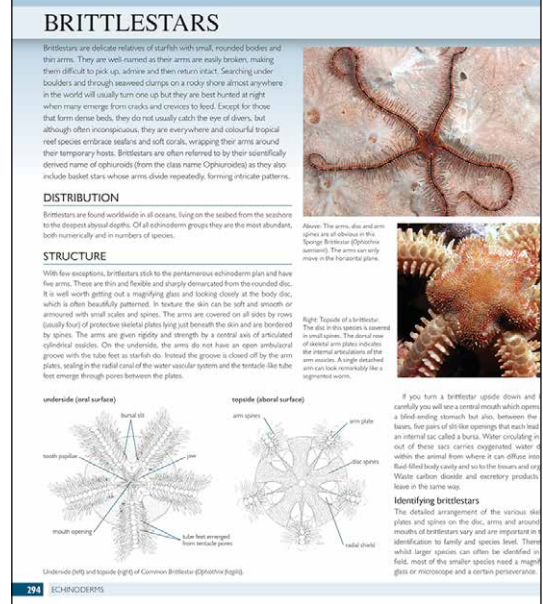 BRITTLESTARS
Brittlestars are delicate relatives of starfish with small, rounded bodies and
thin arms. They are well-named as their arms are easily broken, making
them difficult to pick up, admire and then return intact. Searching under
boulders and through seaweed clumps on a rocky shore almost anywhere
in the world will usually turn one up but they are best hunted at night
when many emerge from cracks and crevices to feed. Except for those
that form dense beds, they do not usually catch the eye of divers, but
although often inconspicuous, they are everywhere and colourful tropical
reef species embrace seafans and soft corals, wrapping their arms around
their temporary hosts. Brittlestars are often referred to by their scientifically
derived name of ophiuroids (from the class name Ophiuroidea) as they also
include basket stars whose arms divide repeatedly, forming intricate patterns.
DISTRIBUTION
Brittlestars are found worldwide in all oceans, living on the seabed from the seashore
to the deepest abyssal depths. Of all echinoderm groups they are the most abundant,
both numerically and in numbers of species.
STRUCTURE
With few exceptions, brittlestars stick to the pentamerous echinoderm plan and have
five arms. These are thin and flexible and sharply demarcated from the rounded disc.
It is well worth getting out a magnifying glass and looking closely at the body disc,
which is often beautifully patterned. In texture the skin can be soft and smooth or
armoured with small scales and spines. The arms are covered on all sides by rows
(usually four) of protective skeletal plates lying just beneath the skin and are bordered
by spines. The arms are given rigidity and strength by a central axis of articulated
cylindrical ossicles. On the underside, the arms do not have an open ambulacral
groove with the tube feet as starfish do. Instead the groove is closed off by the arm
plates, sealing in the radial canal of the water vascular system and the tentacle-like tube
feet emerge through pores between the plates.
Above: The arms, disc and arm
spines are all obvious in this
Sponge Brittlestar (Ophiothrix
suensonii). The arms can only
move in the horizontal plane.
Right: Topside of a brittlestar.
The disc in this species is covered
in small spines. The dorsal row
of skeletal arm plates indicates
the internal articulations of the
arm ossicles. A single detached
arm can look remarkably like a
segmented worm.
underside (oral surface)
bursal slit
tooth papillae
jaw
mouth opening
tube feet emerged
from tentacle pores
topside (aboral surface)
arm spines
arm plate
disc spines
radial shield
Underside (left) and topside (right) of Common Brittlestar (Ophiothrix fragilis).
If you turn a brittlestar upside down and
carefully you will see a central mouth which opens
a blind-ending stomach but also, between the
bases, five pairs of slit-like openings that each lead
an internal sac called a bursa. Water circulating in
out of these sacs carries oxygenated water
within the animal from where it can diffuse into
fluid-filled body cavity and so to the tissues and
Waste carbon dioxide and excretory products
leave in the same way.
Identifying brittlestars
The detailed arrangement of the various
plates and spines on the disc, arms and around
mouths of brittlestars vary and are important in
identification to family and species level. There
whilst larger species can often be identified in
field, most of the smaller species need a
glass or microscope and a certain perseverance.
294 ECHINODERMS